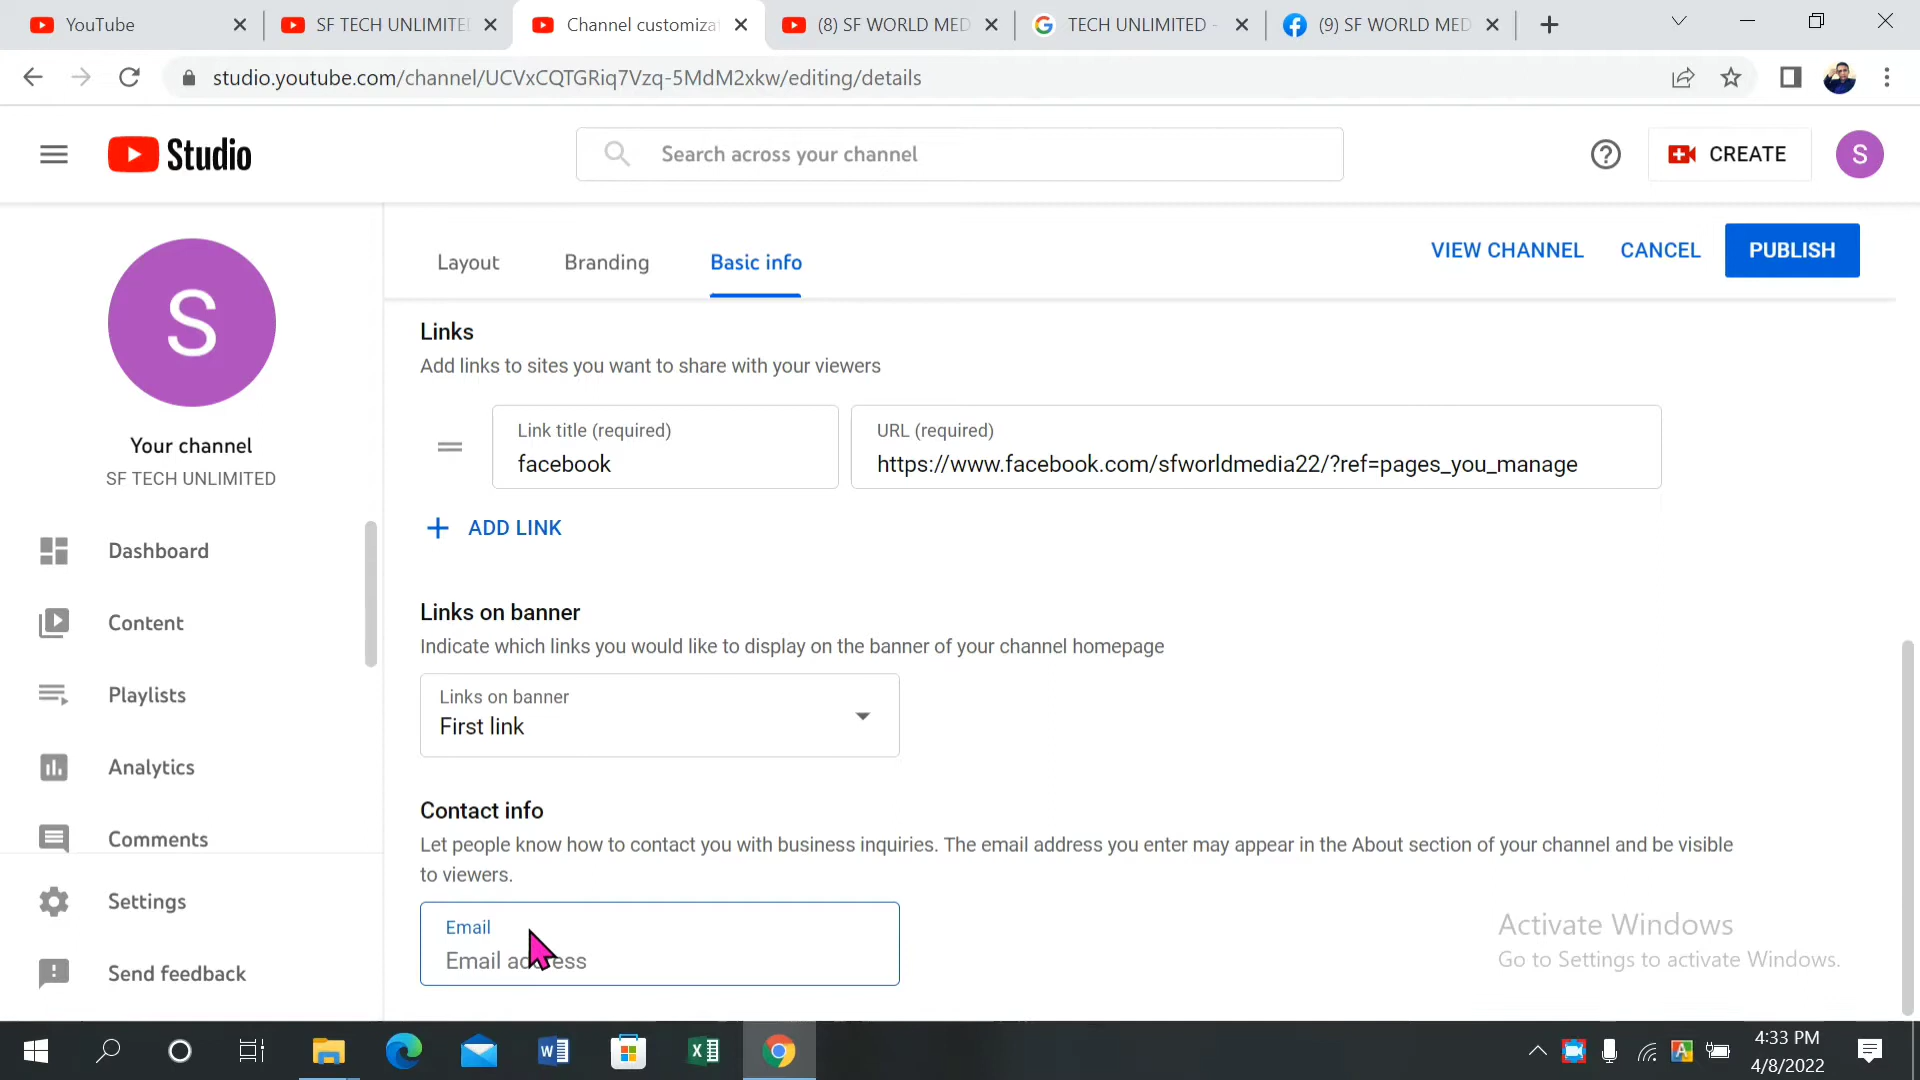 YouTube
SF TECH UNLIMITE
Channel customiza
(8) SF WORLD MED
TECH UNLIMITED -
(9) SF WORLD MED
studio.youtube.com/channel/UCVxCQTGRiq7Vzq-5MdM2xkw/editing/details
Studio
Search across your channel
CREATE
S
S
Your channel
SF TECH UNLIMITED
Dashboard
Content
Playlists
Analytics
Comments
Settings
Send feedback
Layout
Branding
Basic info
VIEW CHANNEL
CANCEL
PUBLISH
Links
Add links to sites you want to share with your viewers
Link title (required)
facebook
URL (required)
https://www.facebook.com/sfworldmedia22/?ref=pages_you_manage
ADD LINK
Links on banner
Indicate which links you would like to display on the banner of your channel homepage
Links on banner
First link
Contact info
Let people know how to contact you with business inquiries. The email address you enter may appear in the About section of your channel and be visible
to viewers.
Email
Email address
Activate Windows
Go to Settings to activate Windows.
4:33 PM
4/8/2022